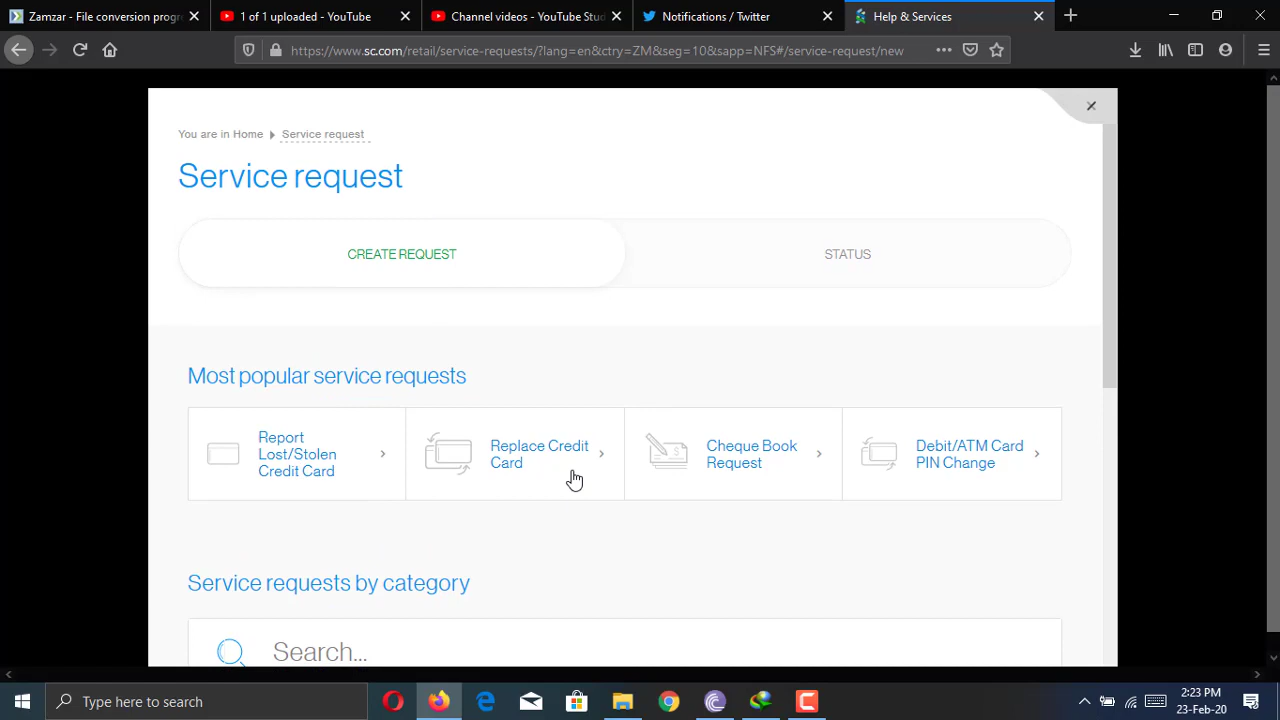 Zamzar - File conversion progr
1 of 1 uploaded - YouTube
Channel videos - YouTube Stud
Notifications / Twitter
Help & Services
https://www.sc.com/retail/service-requests/?lang=en&ctry=ZM&seg=10&sapp=NFS#/service-request/new
You are in Home
Service request
Service request
CREATE REQUEST
STATUS
Most popular service requests
Report
Lost/Stolen
Credit Card
Replace Credit
Card
Cheque Book
Request
Debit/ATM Card
PIN Change
Service requests by category
Search...
Type here to search
2:23 PM
23-Feb-20